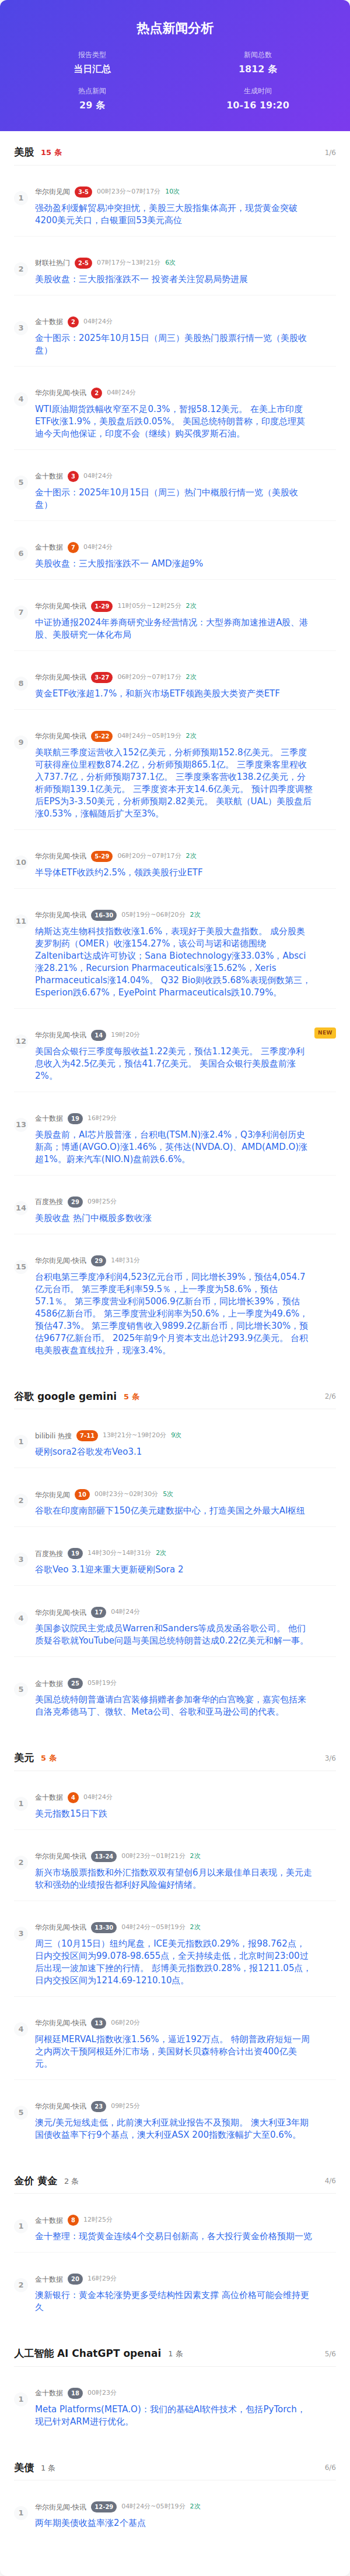 热点新闻分析
报告类型
新闻总数
当日汇总
1812 条
热点新闻
生成时间
29 条
10-16 19:20
美股 15 条
1/6
1
华尔街见闻 3-5 00时23分~07时17分 10次
强劲盈利缓解贸易冲突担忧，美股三大股指集体高开，现货黄金突破
4200美元关口，白银重回53美元高位
2
财联社热门 2-5 07时17分~13时21分 6次
美股收盘：三大股指涨跌不一 投资者关注贸易局势进展
3
金十数据 2 04时24分
金十图示：2025年10月15日（周三）美股热门股票行情一览（美股收
盘）
4
华尔街见闻-快讯 2 04时24分
WTI原油期货跌幅收窄至不足0.3%，暂报58.12美元。 在美上市印度
ETF收涨1.9%，美股盘后跌0.05%。 美国总统特朗普称，印度总理莫
迪今天向他保证，印度不会（继续）购买俄罗斯石油。
5
金十数据 3 04时24分
金十图示：2025年10月15日（周三）热门中概股行情一览（美股收
盘）
6
金十数据 7 04时24分
美股收盘：三大股指涨跌不一 AMD涨超9%
7
华尔街见闻-快讯 1-29 11时05分~12时25分 2次
中证协通报2024年券商研究业务经营情况：大型券商加速推进A股、港
股、美股研究一体化布局
8
华尔街见闻-快讯 3-27 06时20分~07时17分 2次
黄金ETF收涨超1.7%，和新兴市场ETF领跑美股大类资产类ETF
9
华尔街见闻-快讯 5-22 04时24分~05时19分 2次
美联航三季度运营收入152亿美元，分析师预期152.8亿美元。 三季度
可获得座位里程数874.2亿，分析师预期865.1亿。 三季度乘客里程收
入737.7亿，分析师预期737.1亿。 三季度乘客营收138.2亿美元，分
析师预期139.1亿美元。 三季度资本开支14.6亿美元。 预计四季度调整
后EPS为3-3.50美元，分析师预期2.82美元。 美联航（UAL）美股盘后
涨0.53%，涨幅随后扩大至3%。
10
华尔街见闻-快讯 5-29 06时20分~07时17分 2次
半导体ETF收跌约2.5%，领跌美股行业ETF
11
华尔街见闻-快讯 16-30 05时19分~06时20分 2次
纳斯达克生物科技指数收涨1.6%，表现好于美股大盘指数。 成分股奥
麦罗制药（OMER）收涨154.27%，该公司与诺和诺德围绕
Zaltenibart达成许可协议；Sana Biotechnology涨33.03%，Absci
涨28.21%，Recursion Pharmaceuticals涨15.62%，Xeris
Pharmaceuticals涨14.04%。 Q32 Bio则收跌5.68%表现倒数第三，
Esperion跌6.67%，EyePoint Pharmaceuticals跌10.79%。
12
华尔街见闻-快讯 14 19时20分
NEW
美国合众银行三季度每股收益1.22美元，预估1.12美元。 三季度净利
息收入为42.5亿美元，预估41.7亿美元。 美国合众银行美股盘前涨
2%。
13
金十数据 19 16时29分
美股盘前，AI芯片股普涨，台积电(TSM.N)涨2.4%，Q3净利润创历史
新高；博通(AVGO.O)涨1.46%，英伟达(NVDA.O)、AMD(AMD.O)涨
超1%。蔚来汽车(NIO.N)盘前跌6.6%。
14
百度热搜 29 09时25分
美股收盘 热门中概股多数收涨
15
华尔街见闻-快讯 29 14时31分
台积电第三季度净利润4,523亿元台币，同比增长39%，预估4,054.7
亿元台币。 第三季度毛利率59.5％，上一季度为58.6%，预估
57.1％。 第三季度营业利润5006.9亿新台币，同比增长39%，预估
4586亿新台币。 第三季度营业利润率为50.6%，上一季度为49.6%，
预估47.3%。 第三季度销售收入9899.2亿新台币，同比增长30%，预
估9677亿新台币。 2025年前9个月资本支出总计293.9亿美元。 台积
电美股夜盘直线拉升，现涨3.4%。
谷歌 google gemini 5 条
2/6
1
bilibili 热搜 7-11 13时21分~19时20分 9次
硬刚sora2谷歌发布Veo3.1
2
华尔街见闻 10 00时23分~02时30分 5次
谷歌在印度南部砸下150亿美元建数据中心，打造美国之外最大AI枢纽
3
百度热搜 19 14时30分~14时31分 2次
谷歌Veo 3.1迎来重大更新硬刚Sora 2
4
华尔街见闻-快讯 17 04时24分
美国参议院民主党成员Warren和Sanders等成员发函谷歌公司。 他们
质疑谷歌就YouTube问题与美国总统特朗普达成0.22亿美元和解一事。
5
金十数据 25 05时19分
美国总统特朗普邀请白宫装修捐赠者参加奢华的白宫晚宴，嘉宾包括来
自洛克希德马丁、微软、Meta公司、谷歌和亚马逊公司的代表。
美元 5 条
3/6
1
金十数据 4 04时24分
美元指数15日下跌
2
华尔街见闻-快讯 13-24 00时23分~01时21分 2次
新兴市场股票指数和外汇指数双双有望创6月以来最佳单日表现，美元走
软和强劲的业绩报告都利好风险偏好情绪。
3
华尔街见闻-快讯 13-30 04时24分~05时19分 2次
周三（10月15日）纽约尾盘，ICE美元指数跌0.29%，报98.762点，
日内交投区间为99.078-98.655点，全天持续走低，北京时间23:00过
后出现一波加速下挫的行情。 彭博美元指数跌0.28%，报1211.05点，
日内交投区间为1214.69-1210.10点。
4
华尔街见闻-快讯 13 06时20分
阿根廷MERVAL指数收涨1.56%，逼近192万点。 特朗普政府短短一周
之内两次干预阿根廷外汇市场，美国财长贝森特称合计出资400亿美
元。
5
华尔街见闻-快讯 23 09时25分
澳元/美元短线走低，此前澳大利亚就业报告不及预期。 澳大利亚3年期
国债收益率下行9个基点，澳大利亚ASX 200指数涨幅扩大至0.6%。
金价 黄金 2 条
4/6
1
金十数据 8 12时25分
金十整理：现货黄金连续4个交易日创新高，各大投行黄金价格预期一览
2
金十数据 20 16时29分
澳新银行：黄金本轮涨势更多受结构性因素支撑 高位价格可能会维持更
久
人工智能 AI ChatGPT openai 1 条
5/6
1
金十数据 18 00时23分
Meta Platforms(META.O)：我们的基础AI软件技术，包括PyTorch，
现已针对ARM进行优化。
美债 1 条
6/6
1
华尔街见闻-快讯 12-29 04时24分~05时19分 2次
两年期美债收益率涨2个基点